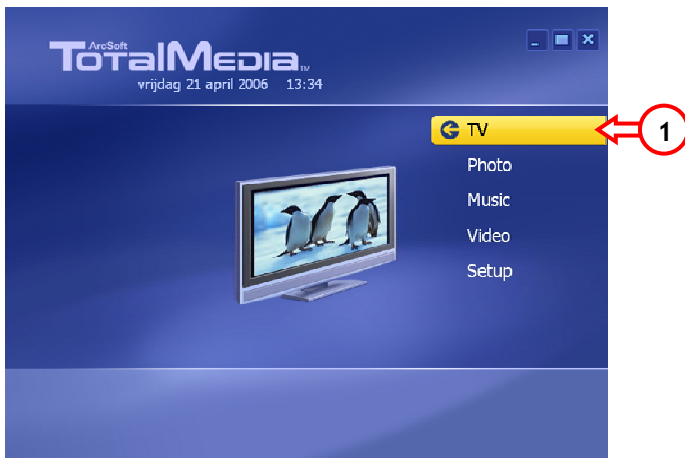 ArcSoft
TOTALMEDIA TM
vrijdag 21 april 2006 13:34
TV
1
Photo
Music
Video
Setup